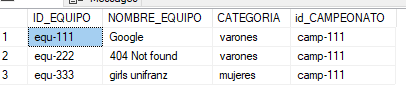 Messages
ID_EQUIPO NOMBRE_EQUIPO CATEGORIA id_CAMPEONATO
1 equ-111 Google varones camp-111
2 equ-222 404 Not found varones camp-111
3 equ-333 girls unifranz mujeres camp-111